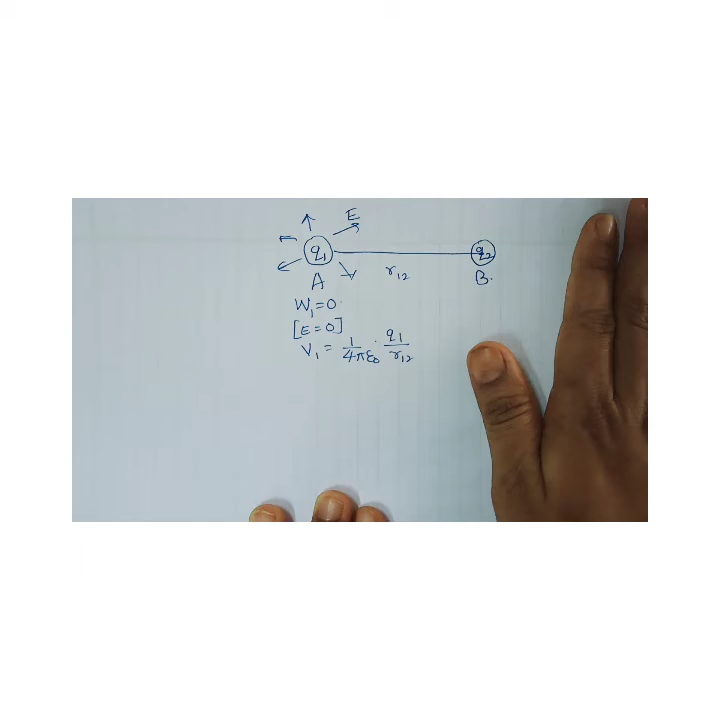 E
q₁ q₂
A r₁₂ B.
W₁ = 0.
[E = 0]
V₁ = 1/4πε₀ · q₁/r₁₂